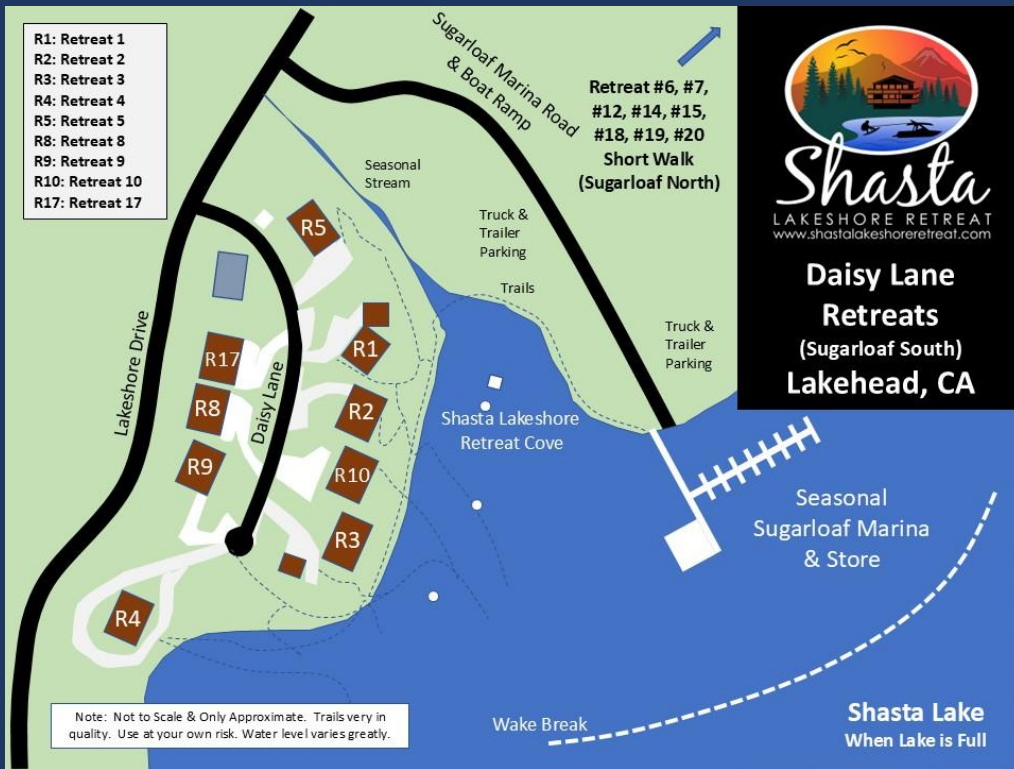 R1: Retreat 1
R2: Retreat 2
R3: Retreat 3
R4: Retreat 4
R5: Retreat 5
R8: Retreat 8
R9: Retreat 9
R10: Retreat 10
R17: Retreat 17
Sugarloaf Marina Road
& Boat Ramp
Retreat #6, #7,
#12, #14, #15,
#18, #19, #20
Short Walk
(Sugarloaf North)
Shasta
LAKESHORE RETREAT
www.shastalakeshoreretreat.com
Daisy Lane
Retreats
(Sugarloaf South)
Lakehead, CA
Seasonal
Stream
Truck &
Trailer
Parking
Trails
Truck &
Trailer
Parking
Lakeshore Drive
Daisy Lane
R5
R17
R1
R8
R2
R9
R10
R3
R4
Shasta Lakeshore
Retreat Cove
Seasonal
Sugarloaf Marina
& Store
Wake Break
Shasta Lake
When Lake is Full
Note: Not to Scale & Only Approximate. Trails very in
quality. Use at your own risk. Water level varies greatly.